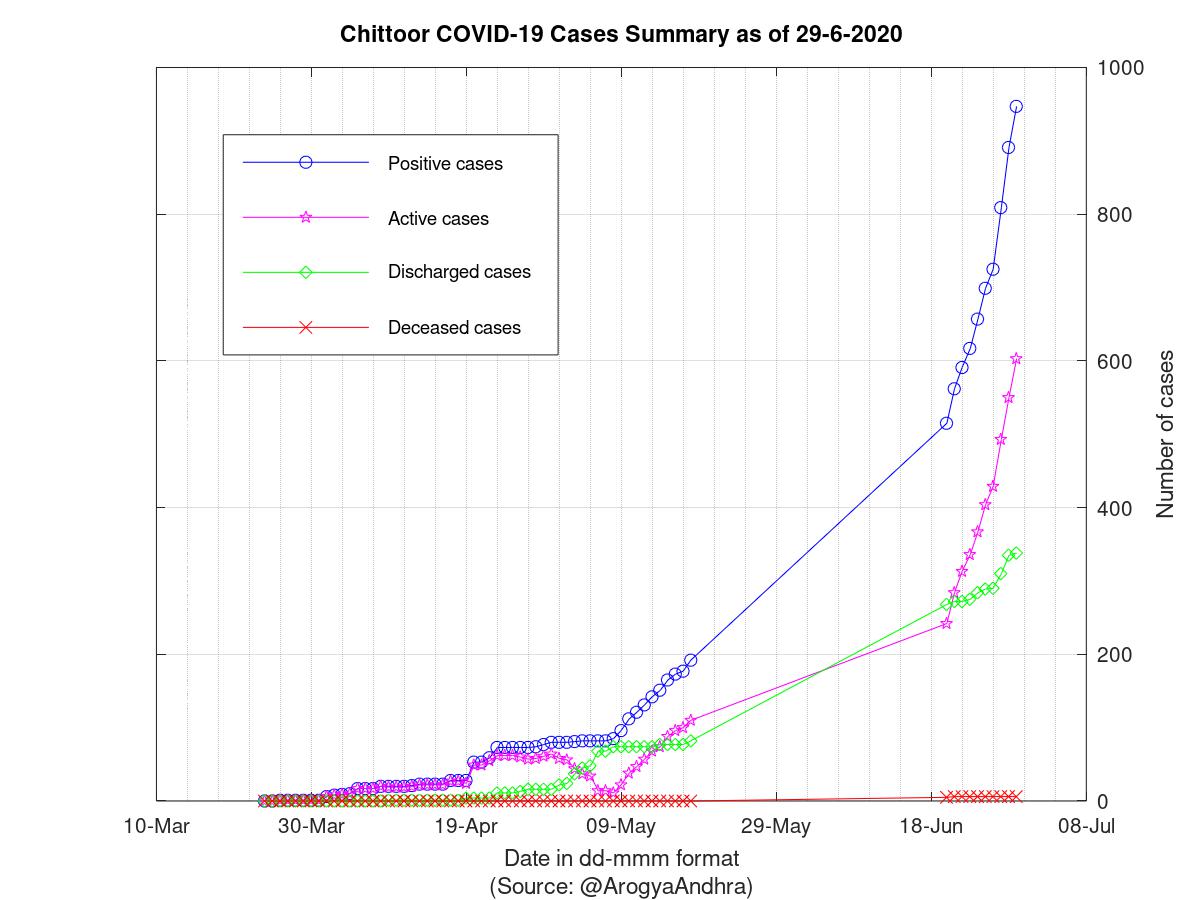 Chittoor COVID-19 Cases Summary as of 29-6-2020
Positive cases
Active cases
Discharged cases
Deceased cases
1000
800
600
400
200
0
Number of cases
10-Mar 30-Mar 19-Apr 09-May 29-May 18-Jun 08-Jul
Date in dd-mmm format
(Source: @ArogyaAndhra)